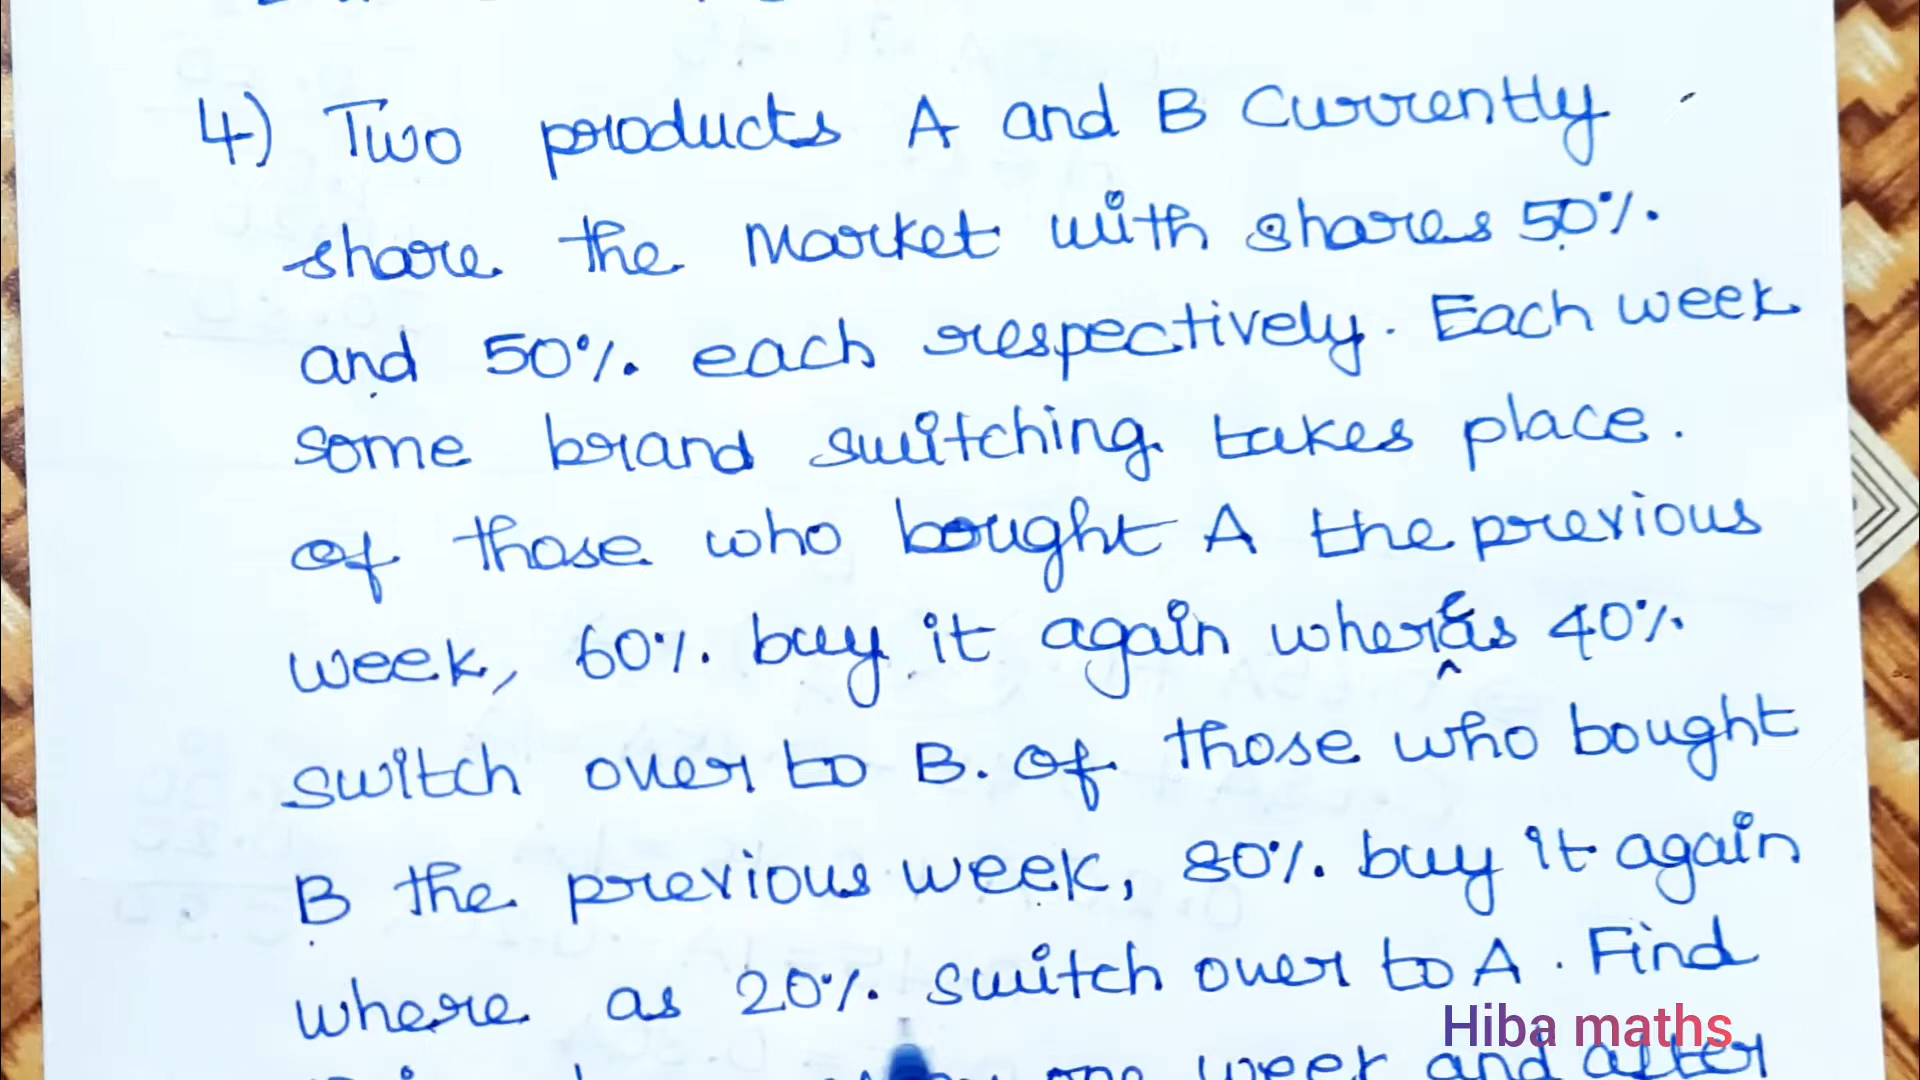 4) Two products A and B Currently
share the Market with shares 50%.
and 50%. each respectively. Each week
some brand switching takes place.
of those who bought A the previous
week, 60%. buy it again whereas 40%.
switch over to B. of those who bought
B the previous week, 80%. buy it again
where as 20%. switch over to A. Find
Hiba maths
one week and after